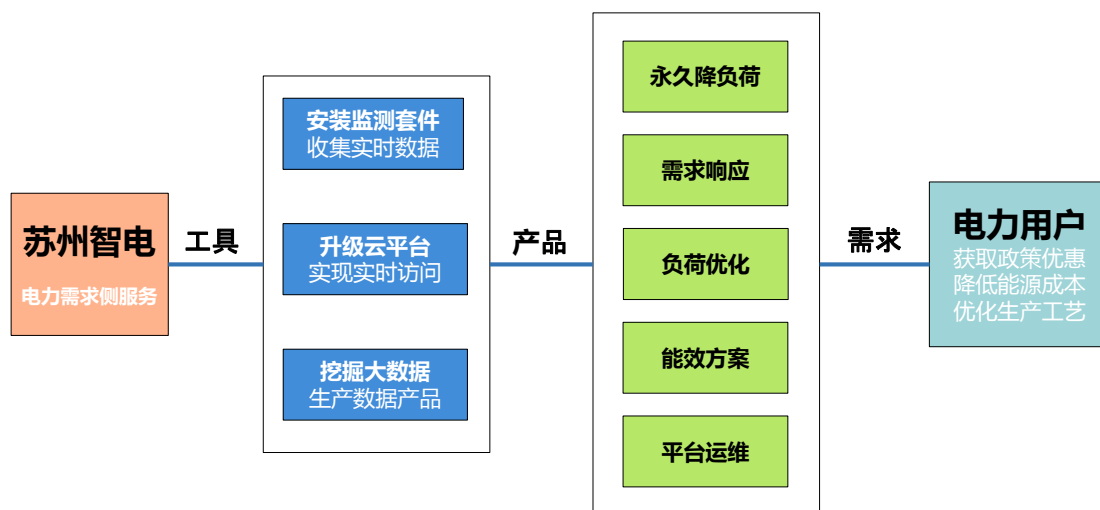 苏州智电
电力需求侧服务
工具
安装监测套件
收集实时数据
升级云平台
实现实时访问
挖掘大数据
生产数据产品
产品
永久降负荷
需求响应
负荷优化
能效方案
平台运维
需求
电力用户
获取政策优惠
降低能源成本
优化生产工艺